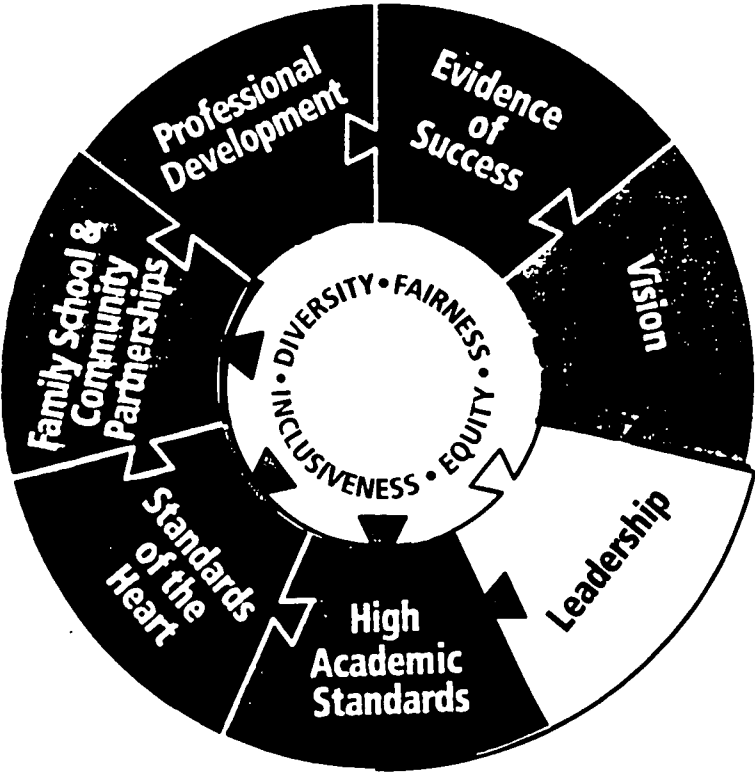 Professional
Development
Evidence
of
Success
Vision
Leadership
High
Academic
Standards
Standards
of the
Heart
Family School &
Community
Partnerships
DIVERSITY • FAIRNESS • EQUITY • INCLUSIVENESS •